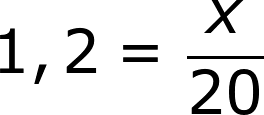 1,2 = x/20